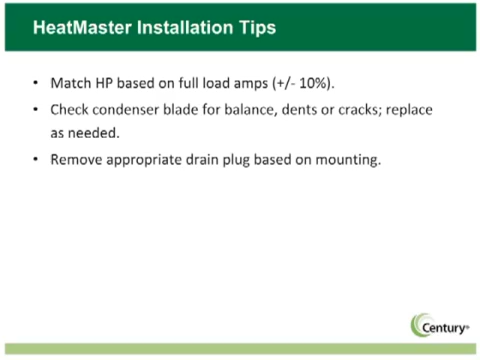 HeatMaster Installation Tips
• Match HP based on full load amps (+/- 10%).
• Check condenser blade for balance, dents or cracks; replace
as needed.
• Remove appropriate drain plug based on mounting.
Century®